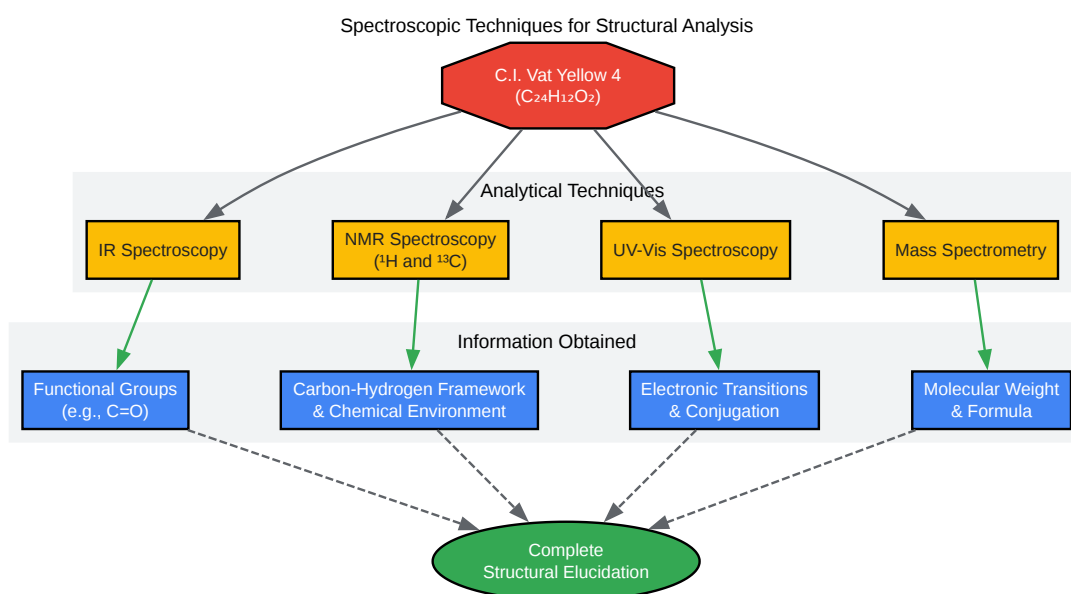 Spectroscopic Techniques for Structural Analysis
C.I. Vat Yellow 4
(C₂₄H₁₂O₂)
Analytical Techniques
IR Spectroscopy
NMR Spectroscopy
(¹H and ¹³C)
UV-Vis Spectroscopy
Mass Spectrometry
Information Obtained
Functional Groups
(e.g., C=O)
Carbon-Hydrogen Framework
& Chemical Environment
Electronic Transitions
& Conjugation
Molecular Weight
& Formula
Complete
Structural Elucidation